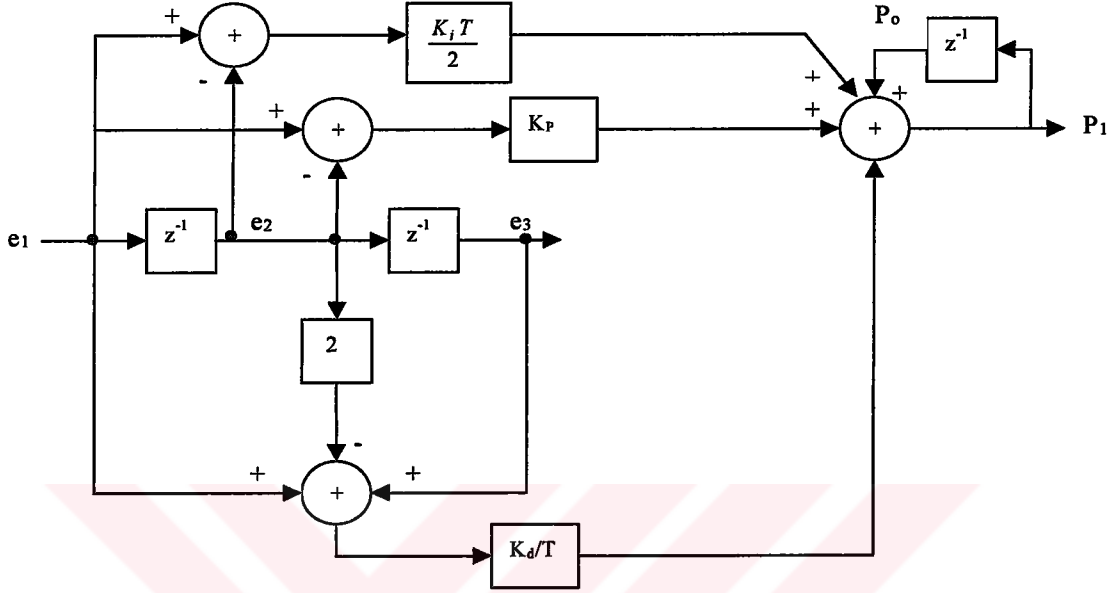 + + K_i T / 2 P_o z^-1
-
+ +
+ + K_P + + P_1
-
e_1 z^-1 e_2 z^-1 e_3
2
-
+ + +
K_d/T